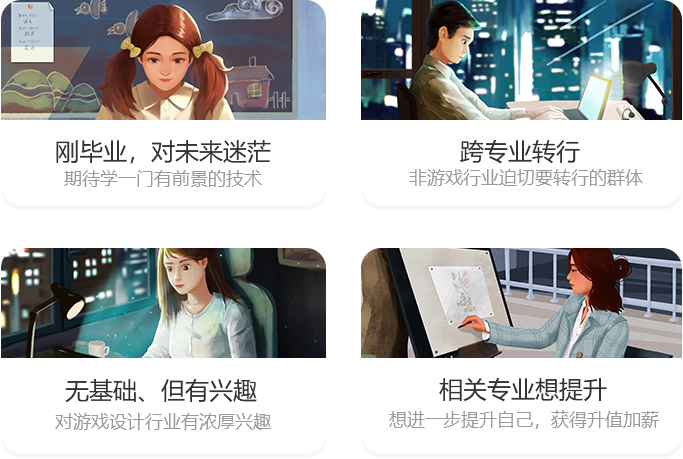 刚毕业，对未来迷茫
期待学一门有前景的技术
跨专业转行
非游戏行业迫切要转行的群体
无基础、但有兴趣
对游戏设计行业有浓厚兴趣
相关专业想提升
想进一步提升自己，获得升值加薪